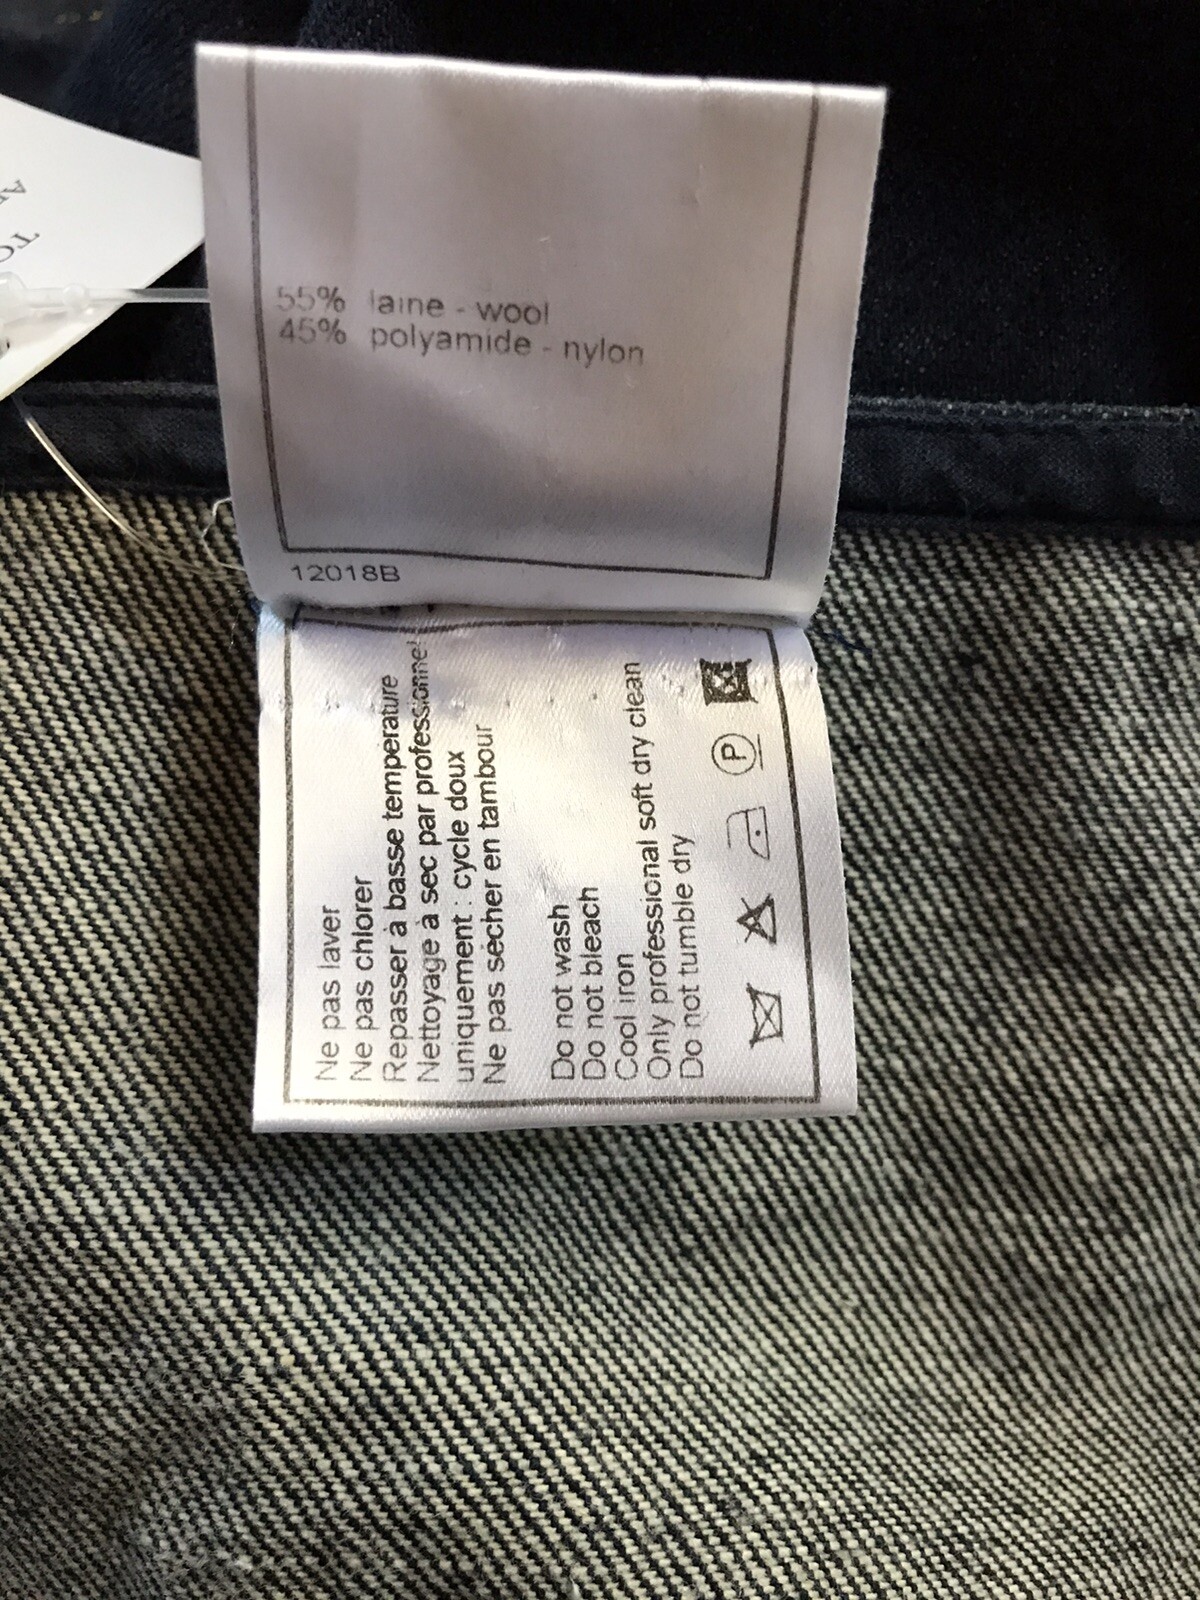 55% laine - wool
45% polyamide - nylon
12018B
Ne pas laver
Ne pas chlorer
Repasser à basse température
Nettoyage à sec par professionnel
uniquement : cycle doux
Ne pas sécher en tambour
Do not wash
Do not bleach
Cool iron
Only professional soft dry clean
Do not tumble dry
P
TO